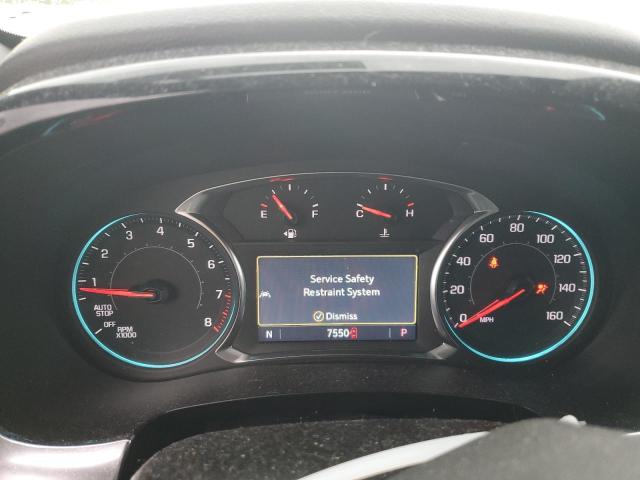 E F C H
1 2 3 4 5 6 7 8
AUTO
STOP
OFF
RPM
X1000
Service Safety
Restraint System
Dismiss
N 7550 P
0 20 40 60 80 100 120 140 160
MPH